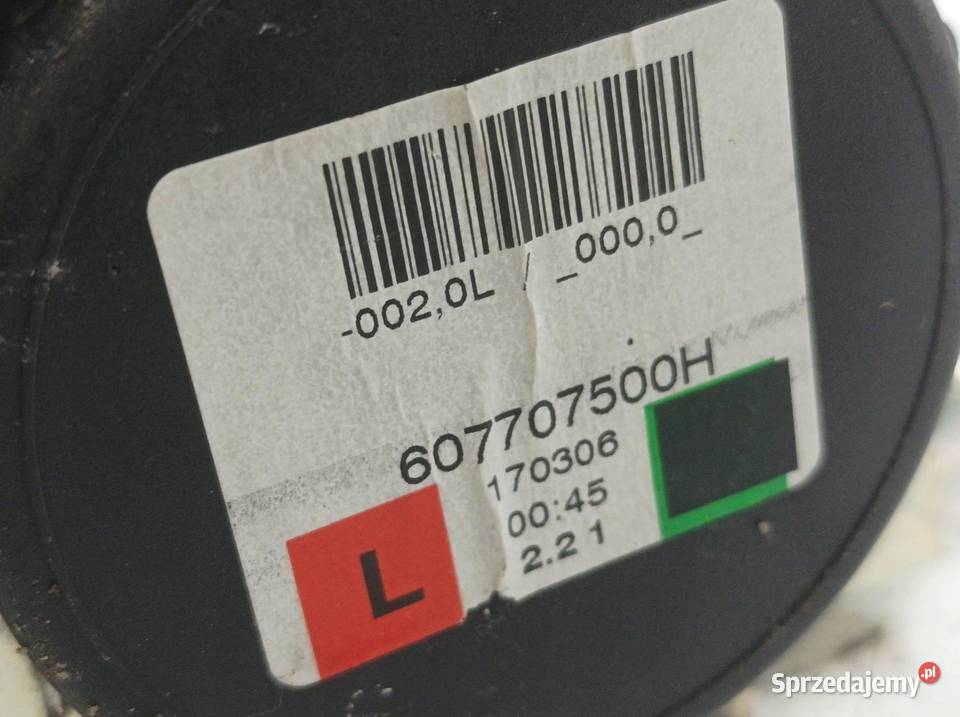 -002,0L / _000,0_
607707500H
170306
00:45
2.2 1
L
Sprzedajemy.pl